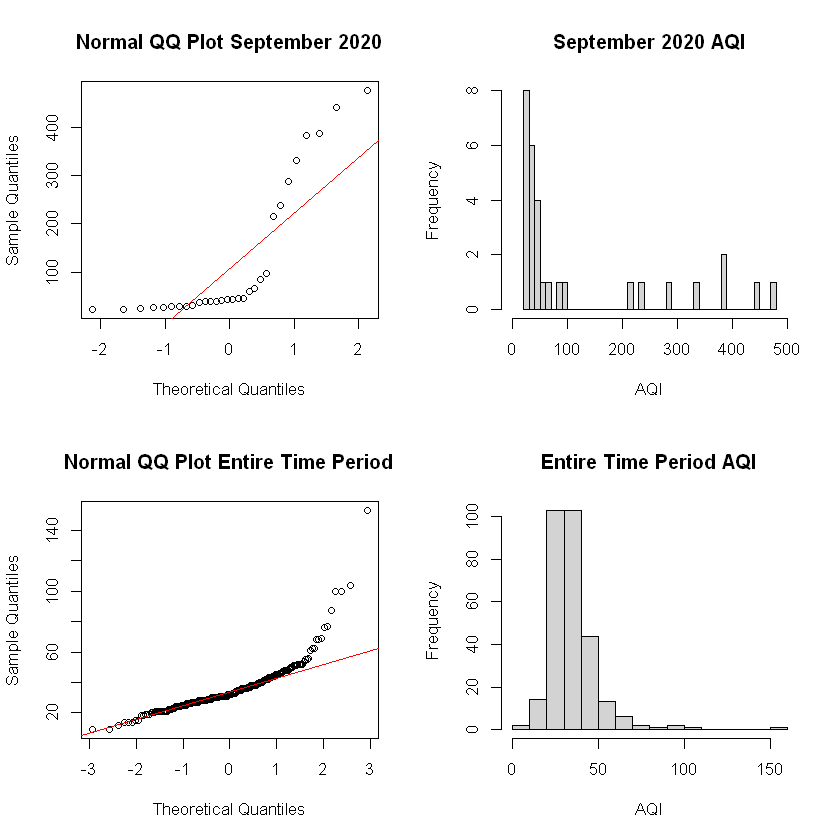 Normal QQ Plot September 2020
Sample Quantiles
400
300
200
100
-2 -1 0 1 2
Theoretical Quantiles
September 2020 AQI
Frequency
8
6
4
2
0
0 100 200 300 400 500
AQI
Normal QQ Plot Entire Time Period
Sample Quantiles
140
100
60
20
-3 -2 -1 0 1 2 3
Theoretical Quantiles
Entire Time Period AQI
Frequency
100
80
60
40
20
0
0 50 100 150
AQI